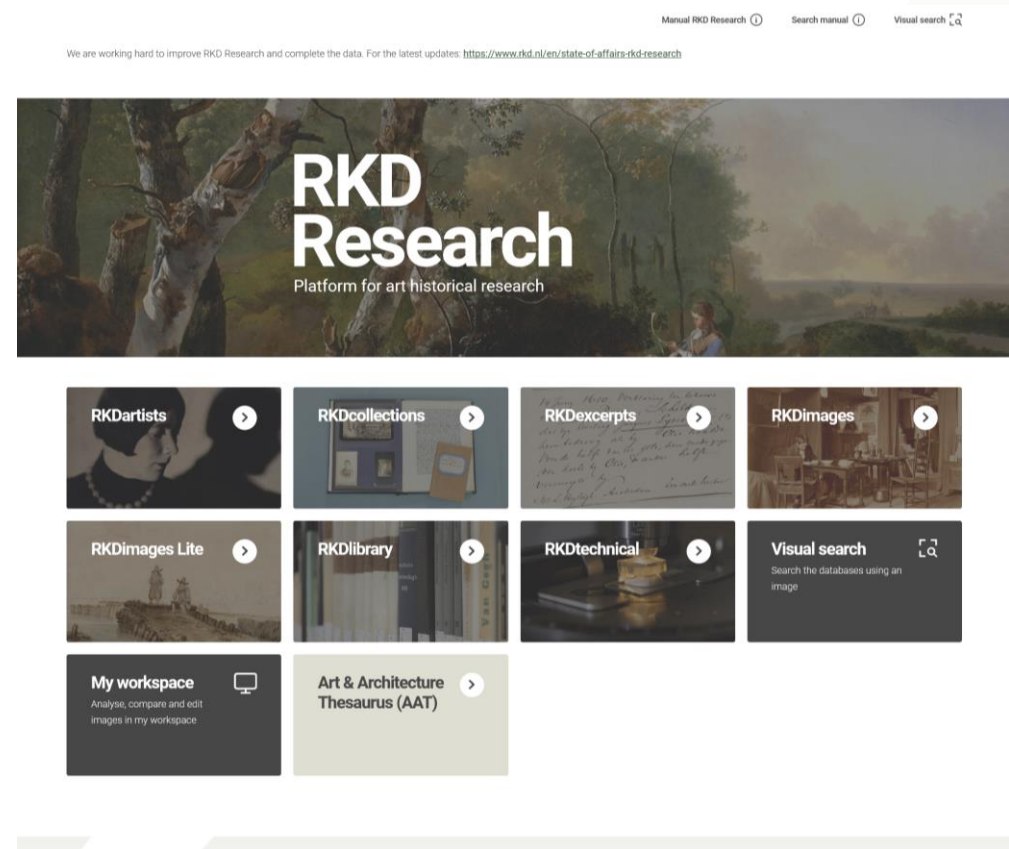 Manual RKD Research
Search manual
Visual search
We are working hard to improve RKD Research and complete the data. For the latest updates: https://www.rkd.nl/en/state-of-affairs-rkd-research
RKD
Research
Platform for art historical research
RKDartists
RKDcollections
RKDexcerpts
RKDimages
RKDimages Lite
RKDlibrary
RKDtechnical
Visual search
Search the databases using an
image
Van Gogh
My workspace
Analyse, compare and edit
images in my workspace
Art & Architecture
Thesaurus (AAT)